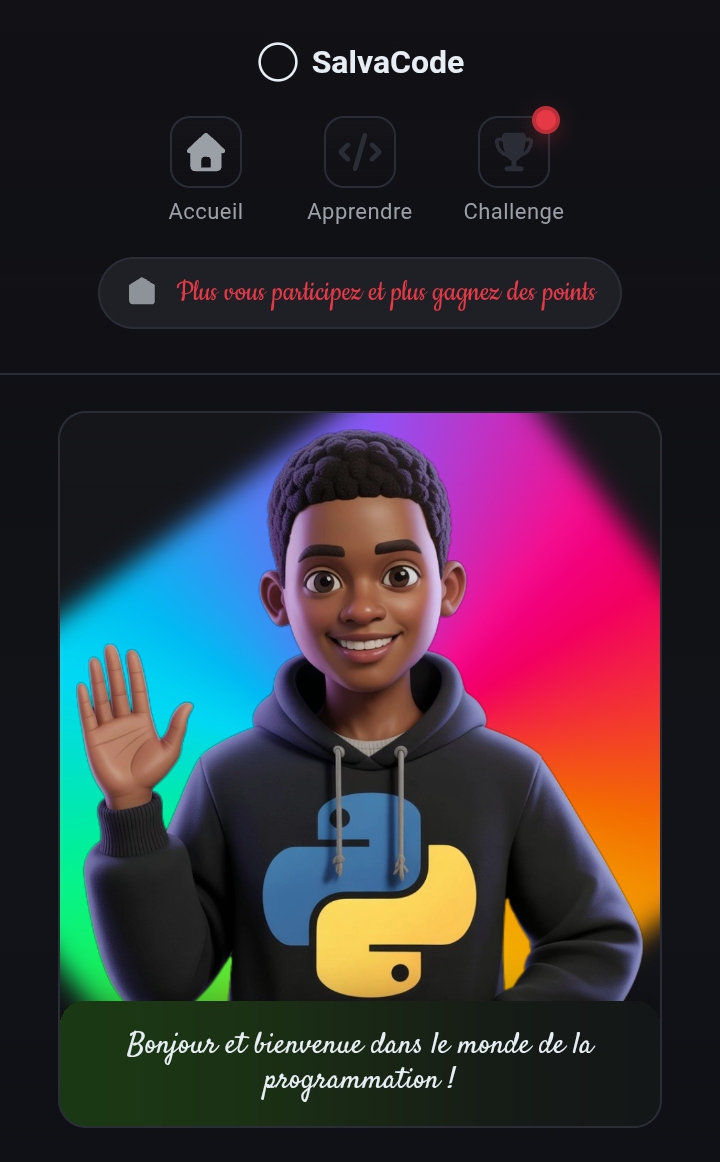 SalvaCode
Accueil Apprendre Challenge
Plus vous participez et plus gagnez des points
Bonjour et bienvenue dans le monde de la
programmation !